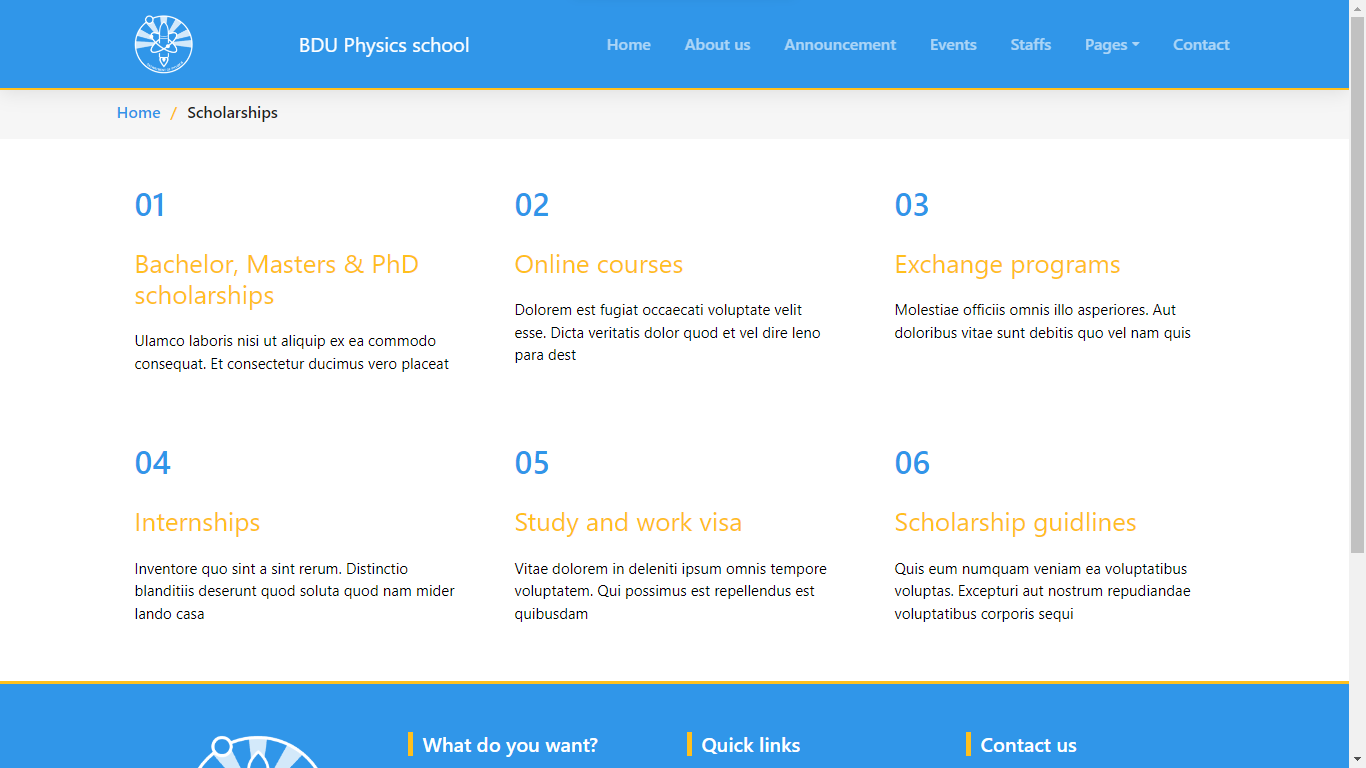 BDU Physics school
Home About us Announcement Events Staffs Pages Contact
Home / Scholarships
01
Bachelor, Masters & PhD
scholarships
Ulamco laboris nisi ut aliquip ex ea commodo
consequat. Et consectetur ducimus vero placeat
02
Online courses
Dolorem est fugiat occaecati voluptate velit
esse. Dicta veritatis dolor quod et vel dire leno
para dest
03
Exchange programs
Molestiae officiis omnis illo asperiores. Aut
doloribus vitae sunt debitis quo vel nam quis
04
Internships
Inventore quo sint a sint rerum. Distinctio
blanditiis deserunt quod soluta quod nam mider
lando casa
05
Study and work visa
Vitae dolorem in deleniti ipsum omnis tempore
voluptatem. Qui possimus est repellendus est
quibusdam
06
Scholarship guidlines
Quis eum numquam veniam ea voluptatibus
voluptas. Excepturi aut nostrum repudiandae
voluptatibus corporis sequi
What do you want?
Quick links
Contact us